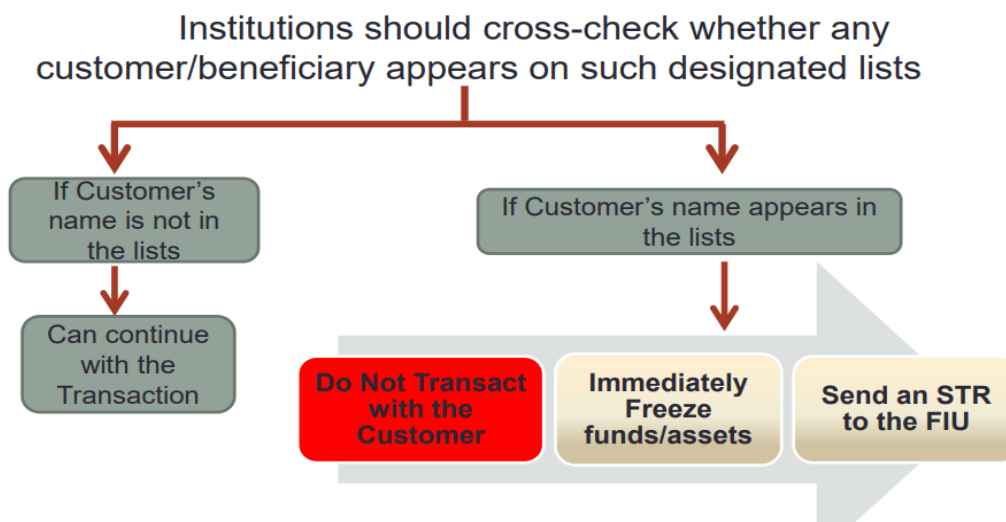 Institutions should cross-check whether any
customer/beneficiary appears on such designated lists
If Customer’s
name is not in
the lists
Can continue
with the
Transaction
If Customer’s name appears in
the lists
Do Not Transact
with the
Customer
Immediately
Freeze
funds/assets
Send an STR
to the FIU